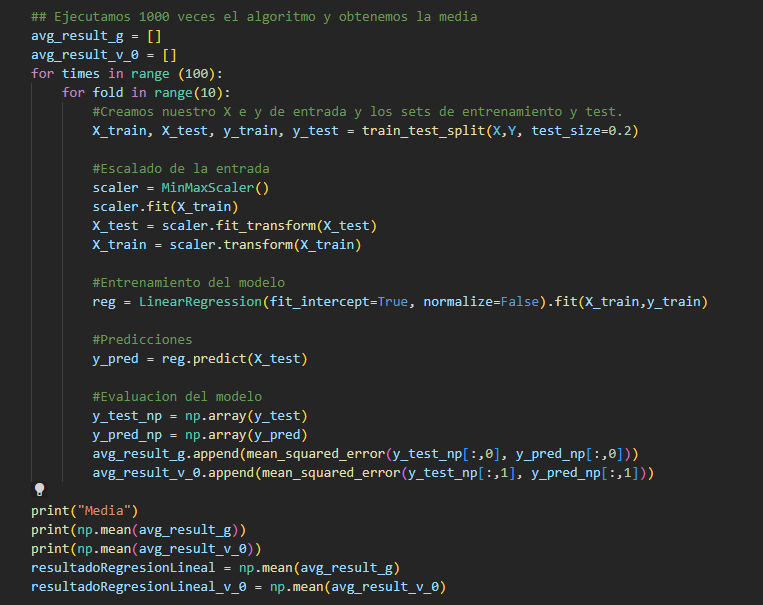 ## Ejecutamos 1000 veces el algoritmo y obtenemos la media
avg_result_g = []
avg_result_v_0 = []
for times in range (100):
    for fold in range(10):
        #Creamos nuestro X e y de entrada y los sets de entrenamiento y test.
        X_train, X_test, y_train, y_test = train_test_split(X,Y, test_size=0.2)

        #Escalado de la entrada
        scaler = MinMaxScaler()
        scaler.fit(X_train)
        X_test = scaler.fit_transform(X_test)
        X_train = scaler.transform(X_train)

        #Entrenamiento del modelo
        reg = LinearRegression(fit_intercept=True, normalize=False).fit(X_train,y_train)

        #Predicciones
        y_pred = reg.predict(X_test)

        #Evaluacion del modelo
        y_test_np = np.array(y_test)
        y_pred_np = np.array(y_pred)
        avg_result_g.append(mean_squared_error(y_test_np[:,0], y_pred_np[:,0]))
        avg_result_v_0.append(mean_squared_error(y_test_np[:,1], y_pred_np[:,1]))

print("Media")
print(np.mean(avg_result_g))
print(np.mean(avg_result_v_0))
resultadoRegresionLineal = np.mean(avg_result_g)
resultadoRegresionLineal_v_0 = np.mean(avg_result_v_0)